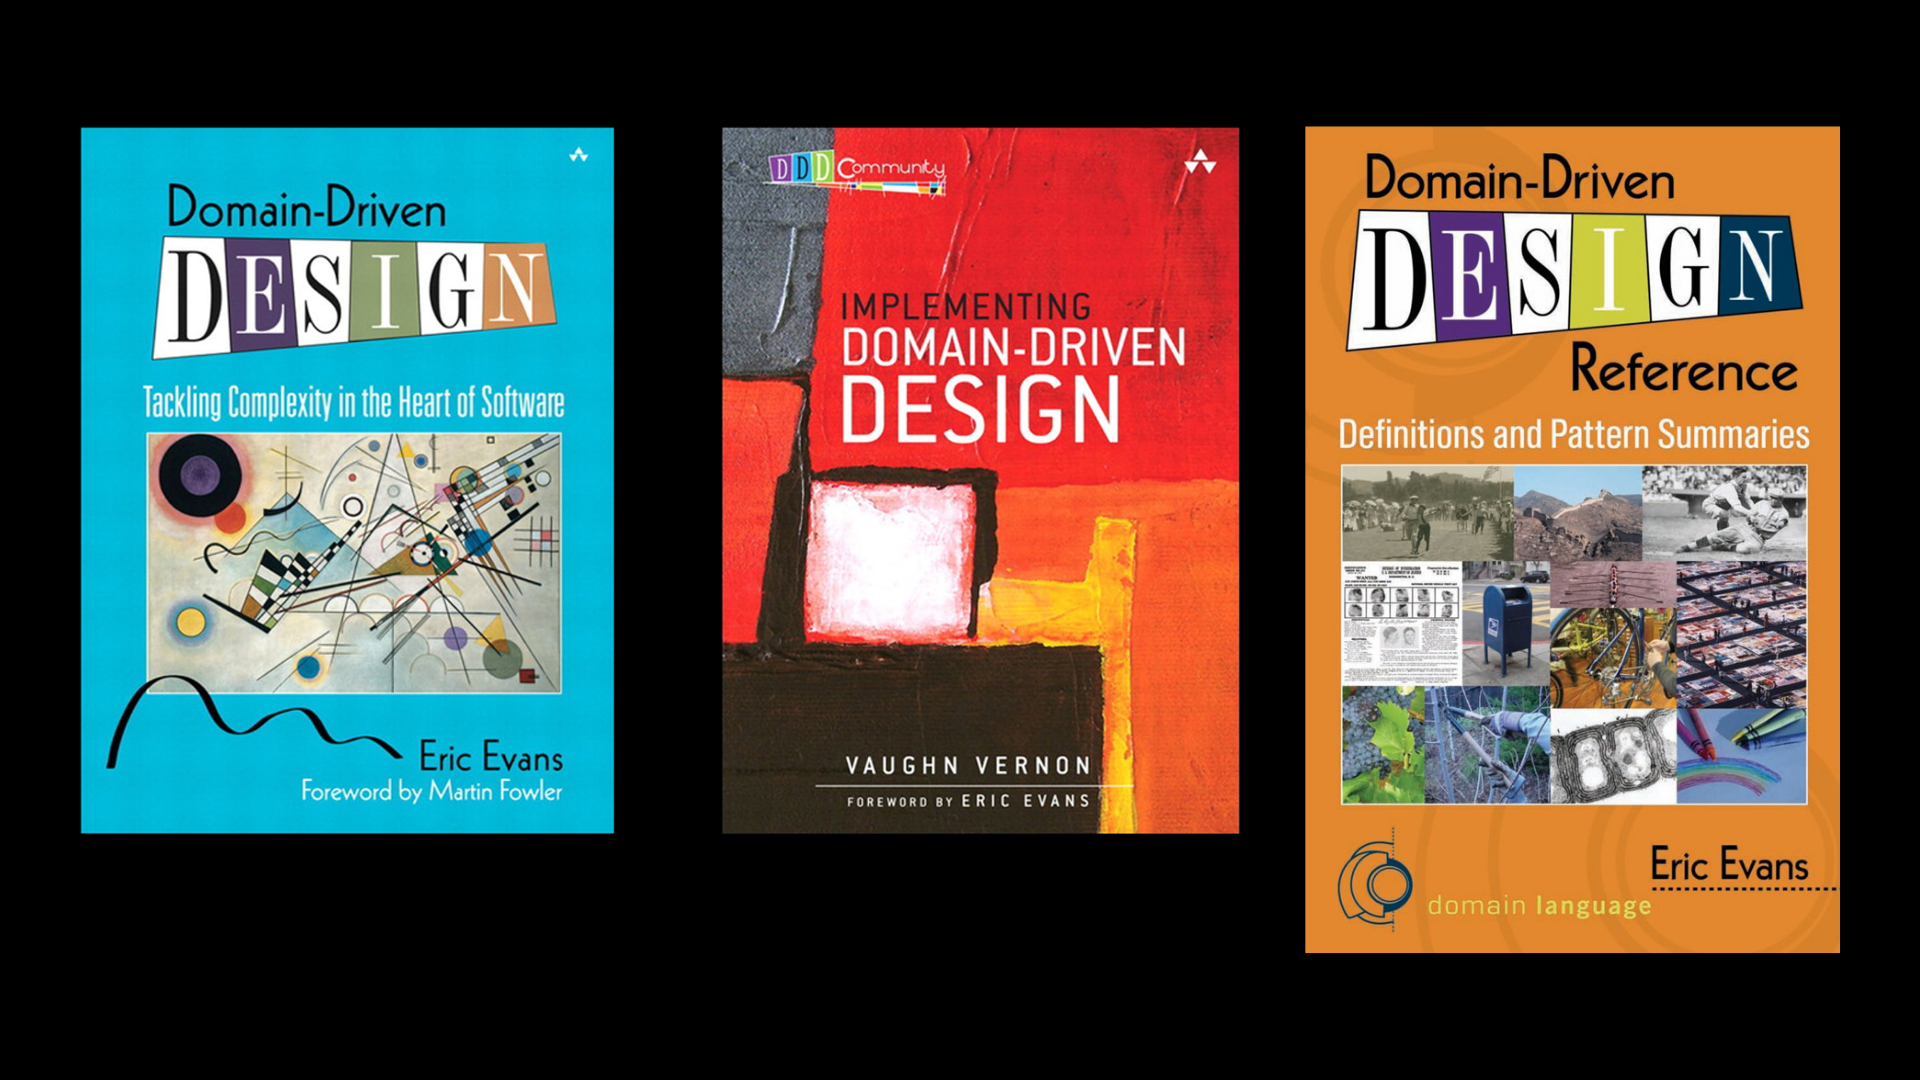 Domain-Driven
DESIGN
Tackling Complexity in the Heart of Software
Eric Evans
Foreword by Martin Fowler
DDD Community
IMPLEMENTING
DOMAIN-DRIVEN
DESIGN
VAUGHN VERNON
FOREWORD BY ERIC EVANS
Domain-Driven
DESIGN
Reference
Definitions and Pattern Summaries
WANTED
Eric Evans
domain language